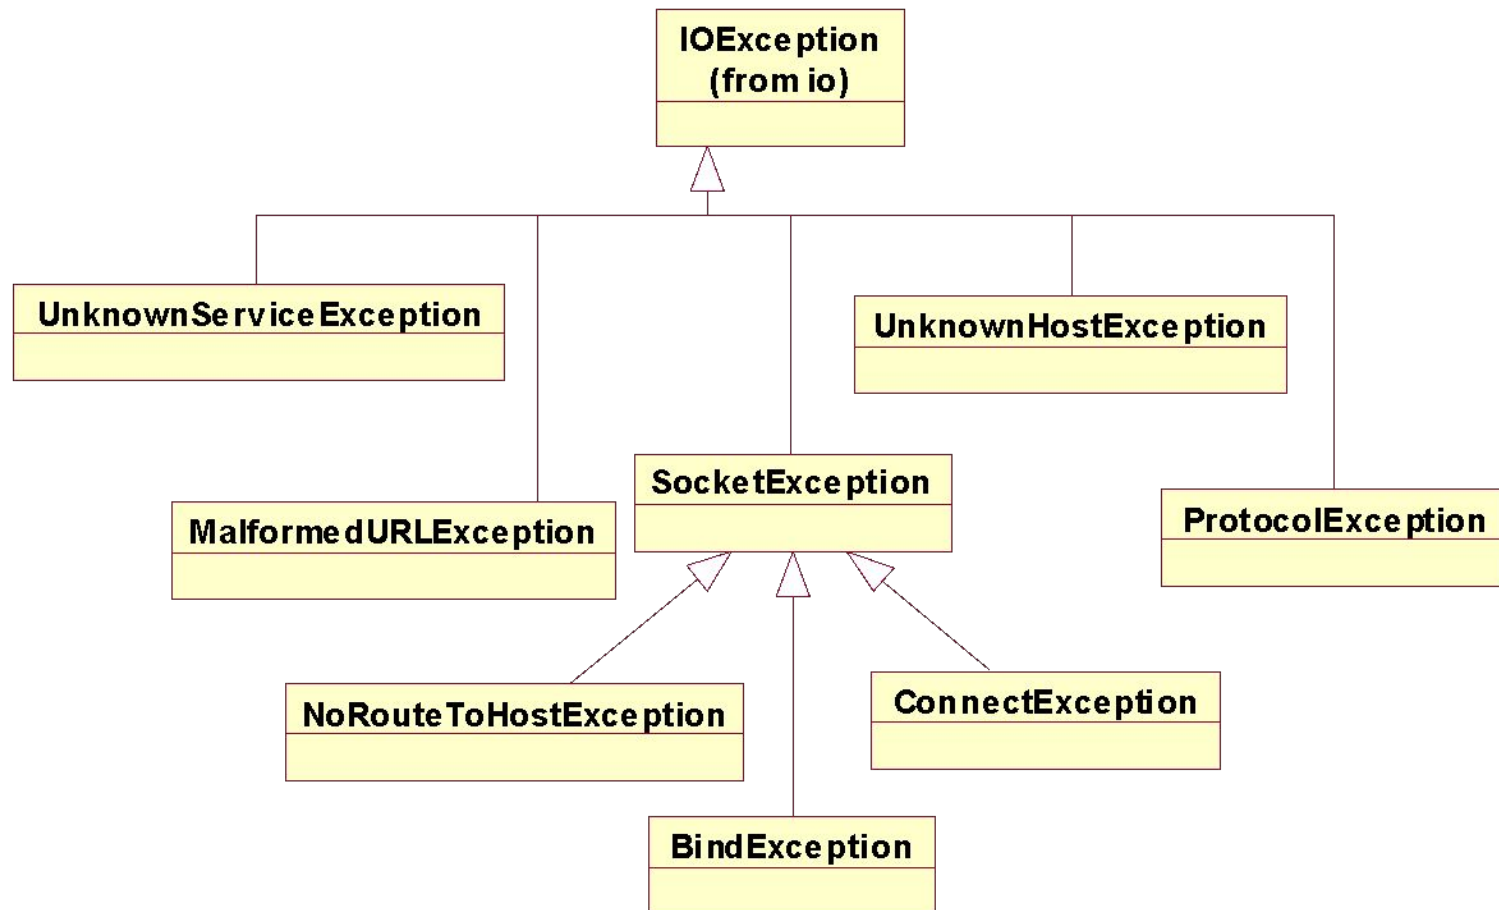 IOException
(from io)
UnknownServiceException
UnknownHostException
SocketException
MalformedURLException
ProtocolException
NoRouteToHostException
ConnectException
BindException